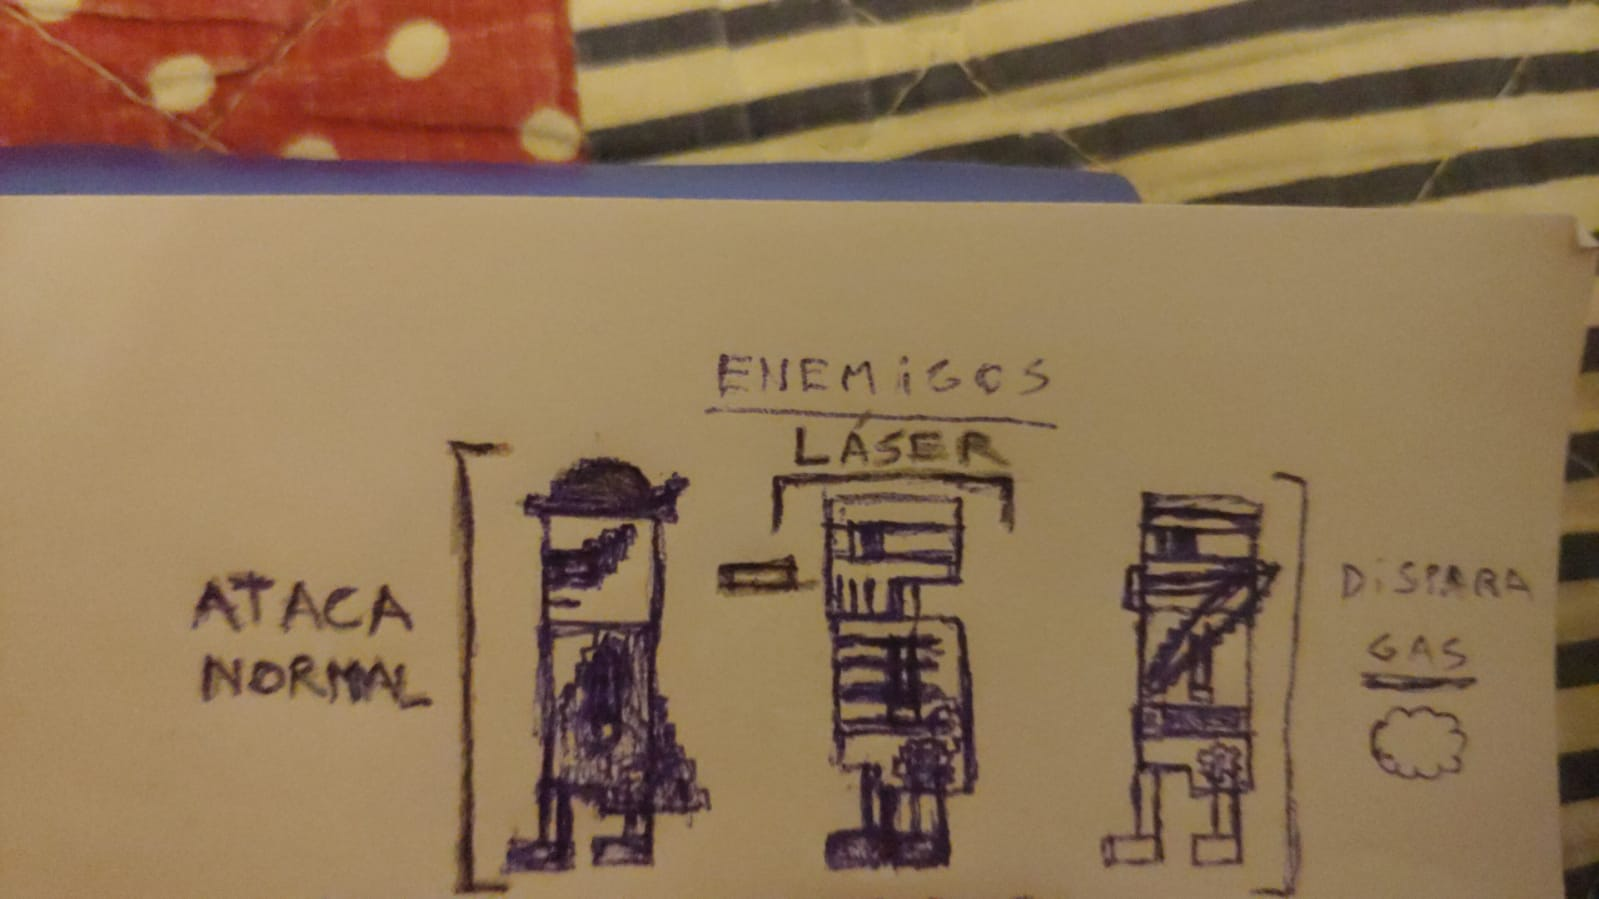 ENEMiGOS
LÁSER
ATACA
NORMAL
DiSPARA
GAS